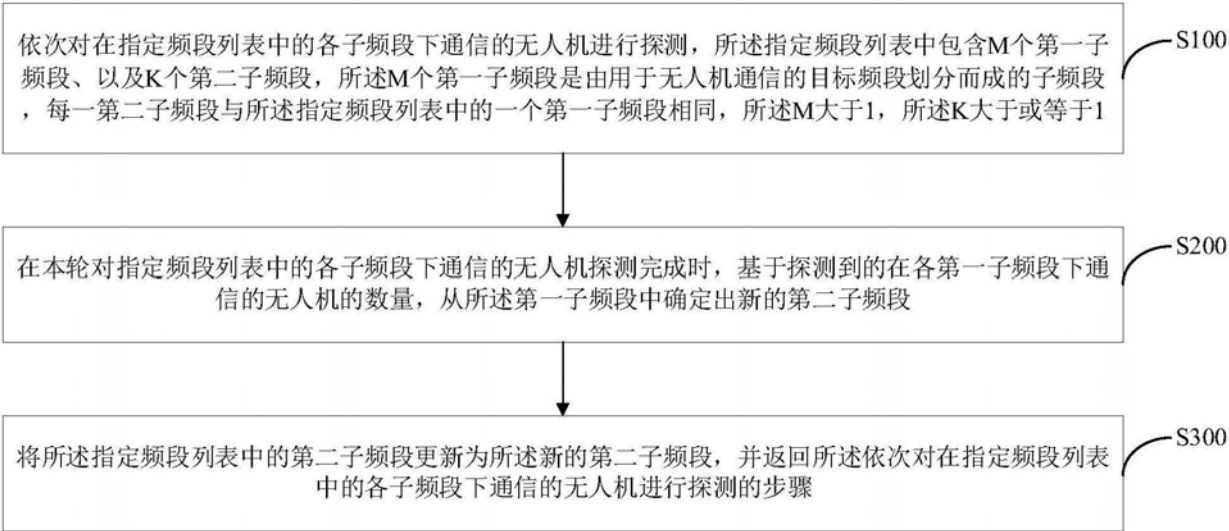 依次对在指定频段列表中的各子频段下通信的无人机进行探测，所述指定频段列表中包含M个第一子
频段、以及K个第二子频段，所述M个第一子频段是由用于无人机通信的目标频段划分而成的子频段
，每一第二子频段与所述指定频段列表中的一个第一子频段相同，所述M大于1，所述K大于或等于1
S100
在本轮对指定频段列表中的各子频段下通信的无人机探测完成时，基于探测到的在各第一子频段下通
信的无人机的数量，从所述第一子频段中确定出新的第二子频段
S200
将所述指定频段列表中的第二子频段更新为所述新的第二子频段，并返回所述依次对在指定频段列表
中的各子频段下通信的无人机进行探测的步骤
S300